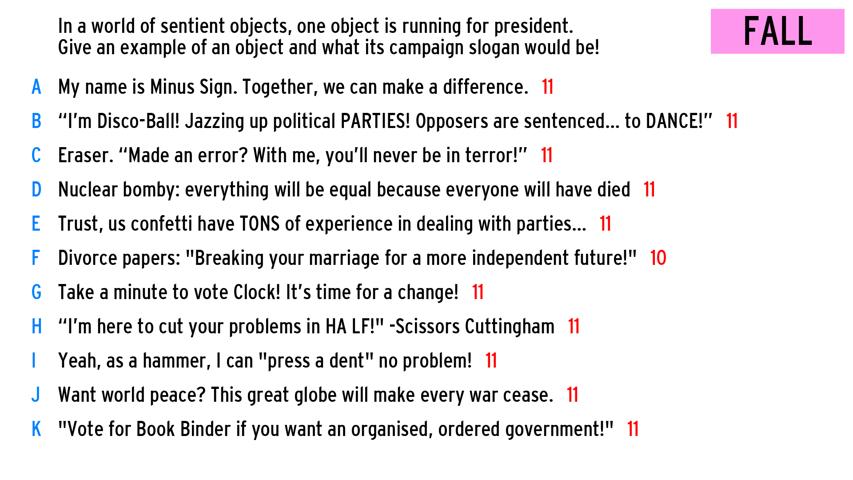 In a world of sentient objects, one object is running for president.
Give an example of an object and what its campaign slogan would be!
FALL
A My name is Minus Sign. Together, we can make a difference. 11
B “I’m Disco-Ball! Jazzing up political PARTIES! Opposers are sentenced... to DANCE!” 11
C Eraser. “Made an error? With me, you’ll never be in terror!” 11
D Nuclear bomby: everything will be equal because everyone will have died 11
E Trust, us confetti have TONS of experience in dealing with parties... 11
F Divorce papers: "Breaking your marriage for a more independent future!" 10
G Take a minute to vote Clock! It’s time for a change! 11
H “I’m here to cut your problems in HA LF!" -Scissors Cuttingham 11
I Yeah, as a hammer, I can "press a dent" no problem! 11
J Want world peace? This great globe will make every war cease. 11
K "Vote for Book Binder if you want an organised, ordered government!" 11